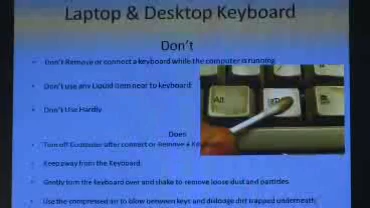 Laptop & Desktop Keyboard
Don't
• Don't Remove or connect a keyboard while the computer is running.
• Don't use any Liquid item near to keyboard
• Don't Use Hardly
Does
• Turn off Computer after connect or Remove a
Keep away from the Keyboard.
Gently turn the keyboard over and shake to remove loose dust and particles.
Use the compressed air to blow between keys and dislodge dirt trapped underneath.
Alt